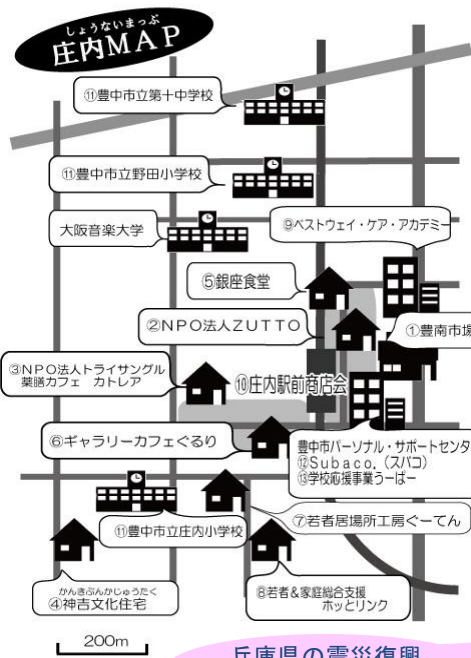 しょうないまっぷ
庄内MAP
⑪豊中市立第十中学校
⑪豊中市立野田小学校
大阪音楽大学
⑨ベストウェイ・ケア・アカデミー
⑤銀座食堂
②NPO法人ZUTTO
①豊南市場
③NPO法人トライサングル
薬膳カフェ カトレア
⑩庄内駅前商店会
⑥ギャラリーカフェぐるり
豊中市パーソナル・サポートセンタ
⑫Subaco.(スバコ)
⑬学校応援事業うーぱー
⑪豊中市立庄内小学校
⑦若者居場所工房ぐーてん
かんきぶんかじゅうたく
④神吉文化住宅
⑧若者&家庭総合支援
ホッとリンク
200m
兵庫県の震災復興